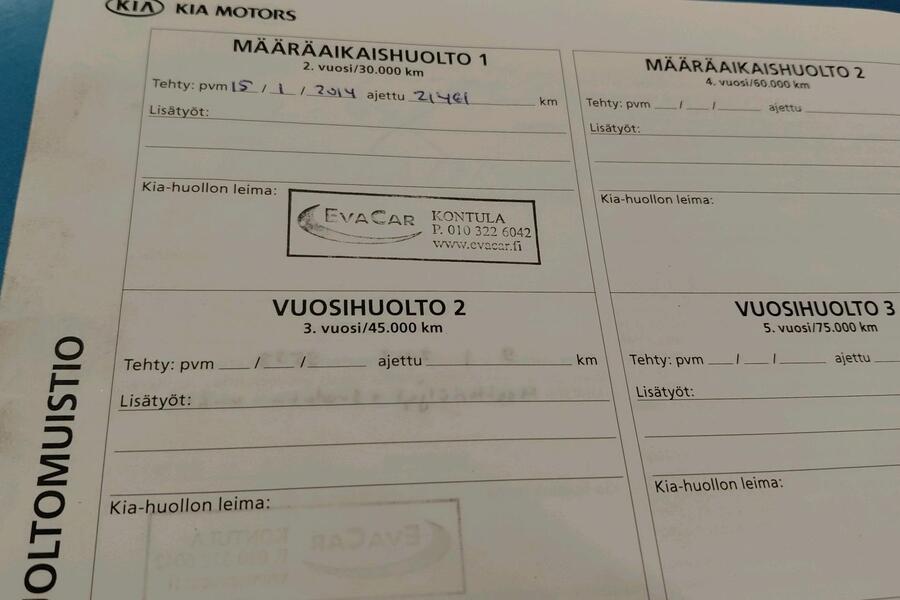 KIA KIA MOTORS
MÄÄRÄAIKAISHUOLTO 1
2. vuosi/30.000 km
Tehty: pvm 15 / 1 / 2014 ajettu 21461 km
Lisätyöt:
Kia-huollon leima:
EVACAR
KONTULA
P. 010 322 6042
www.evacar.fi
MÄÄRÄAIKAISHUOLTO 2
4. vuosi/60.000 km
Tehty: pvm / / ajettu
Lisätyöt:
Kia-huollon leima:
VUOSIHUOLTO 2
3. vuosi/45.000 km
Tehty: pvm / / ajettu km
Lisätyöt:
Kia-huollon leima:
VUOSIHUOLTO 3
5. vuosi/75.000 km
Tehty: pvm / / ajettu
Lisätyöt:
Kia-huollon leima:
OLTOMUISTIO